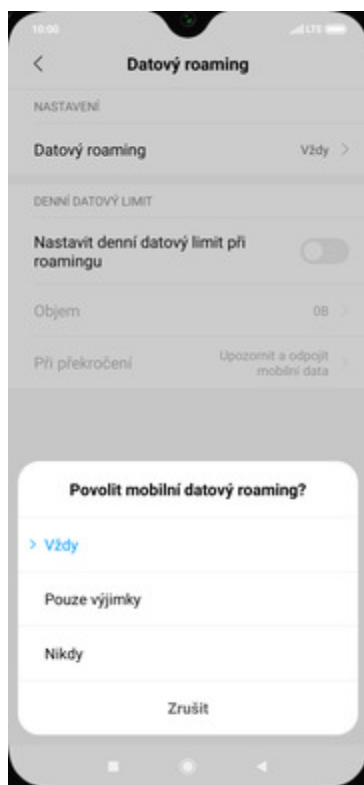 10:00
LTE
Datový roaming
NASTAVENÍ
Datový roaming Vždy
DENNÍ DATOVÝ LIMIT
Nastavit denní datový limit při
roamingu
Objem 0B
Při překročení Upozornit a odpojit
mobilní data
Povolit mobilní datový roaming?
Vždy
Pouze výjimky
Nikdy
Zrušit